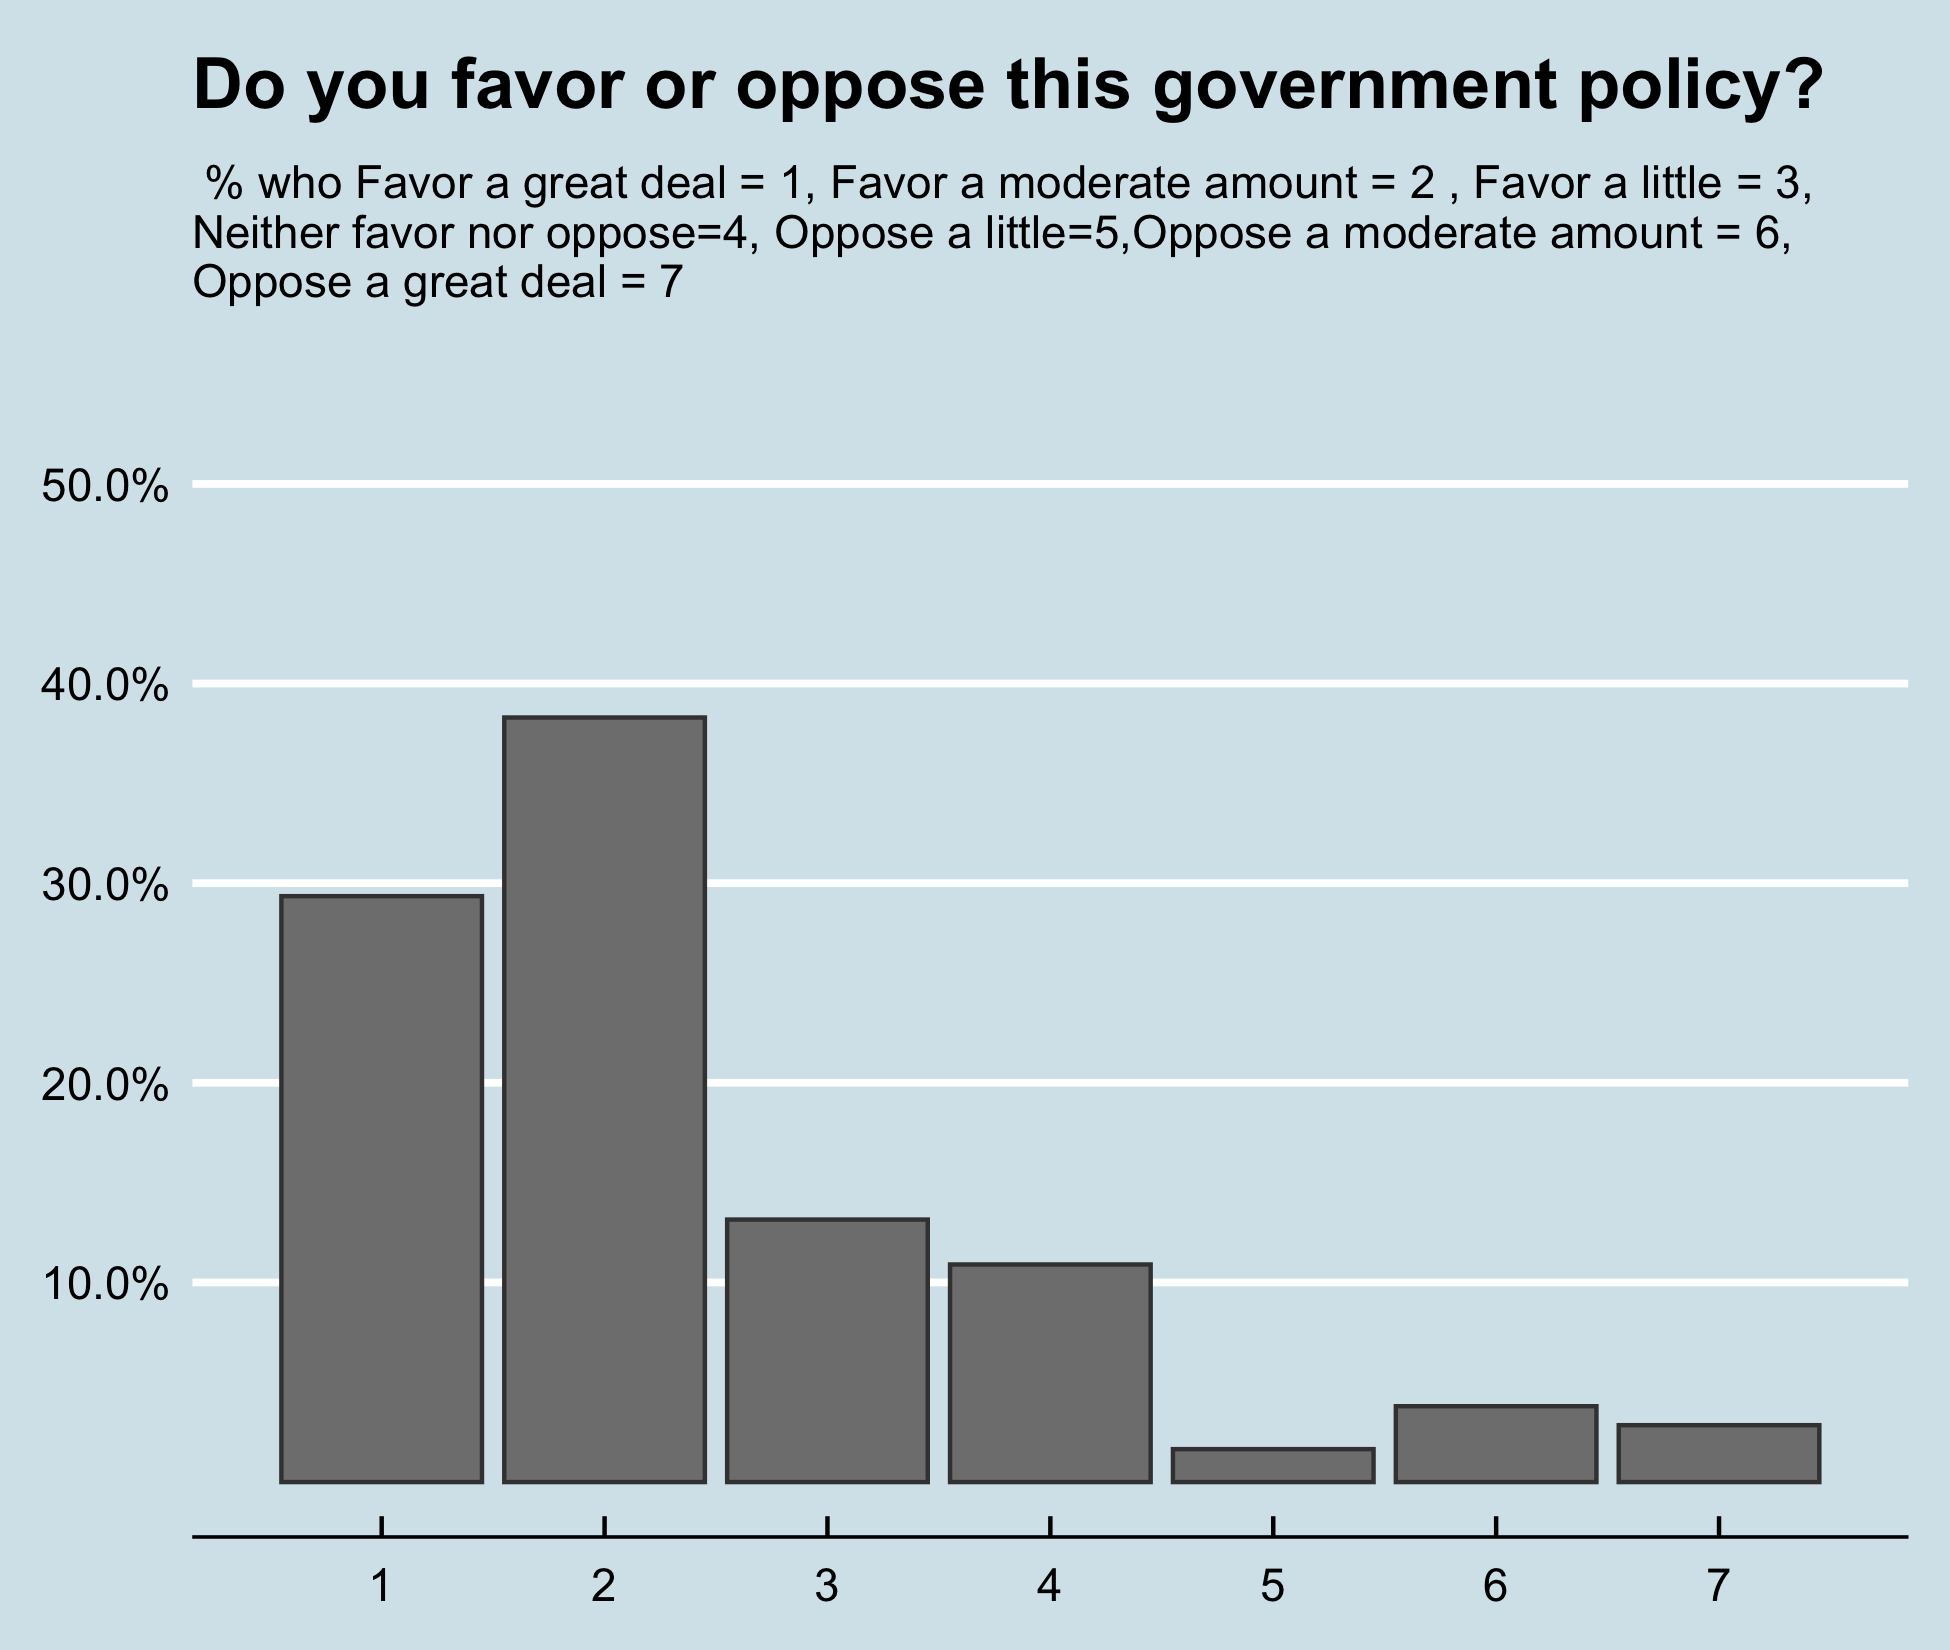 Do you favor or oppose this government policy?
% who Favor a great deal = 1, Favor a moderate amount = 2 , Favor a little = 3,
Neither favor nor oppose=4, Oppose a little=5,Oppose a moderate amount = 6,
Oppose a great deal = 7
50.0%
40.0%
30.0%
20.0%
10.0%
1 2 3 4 5 6 7